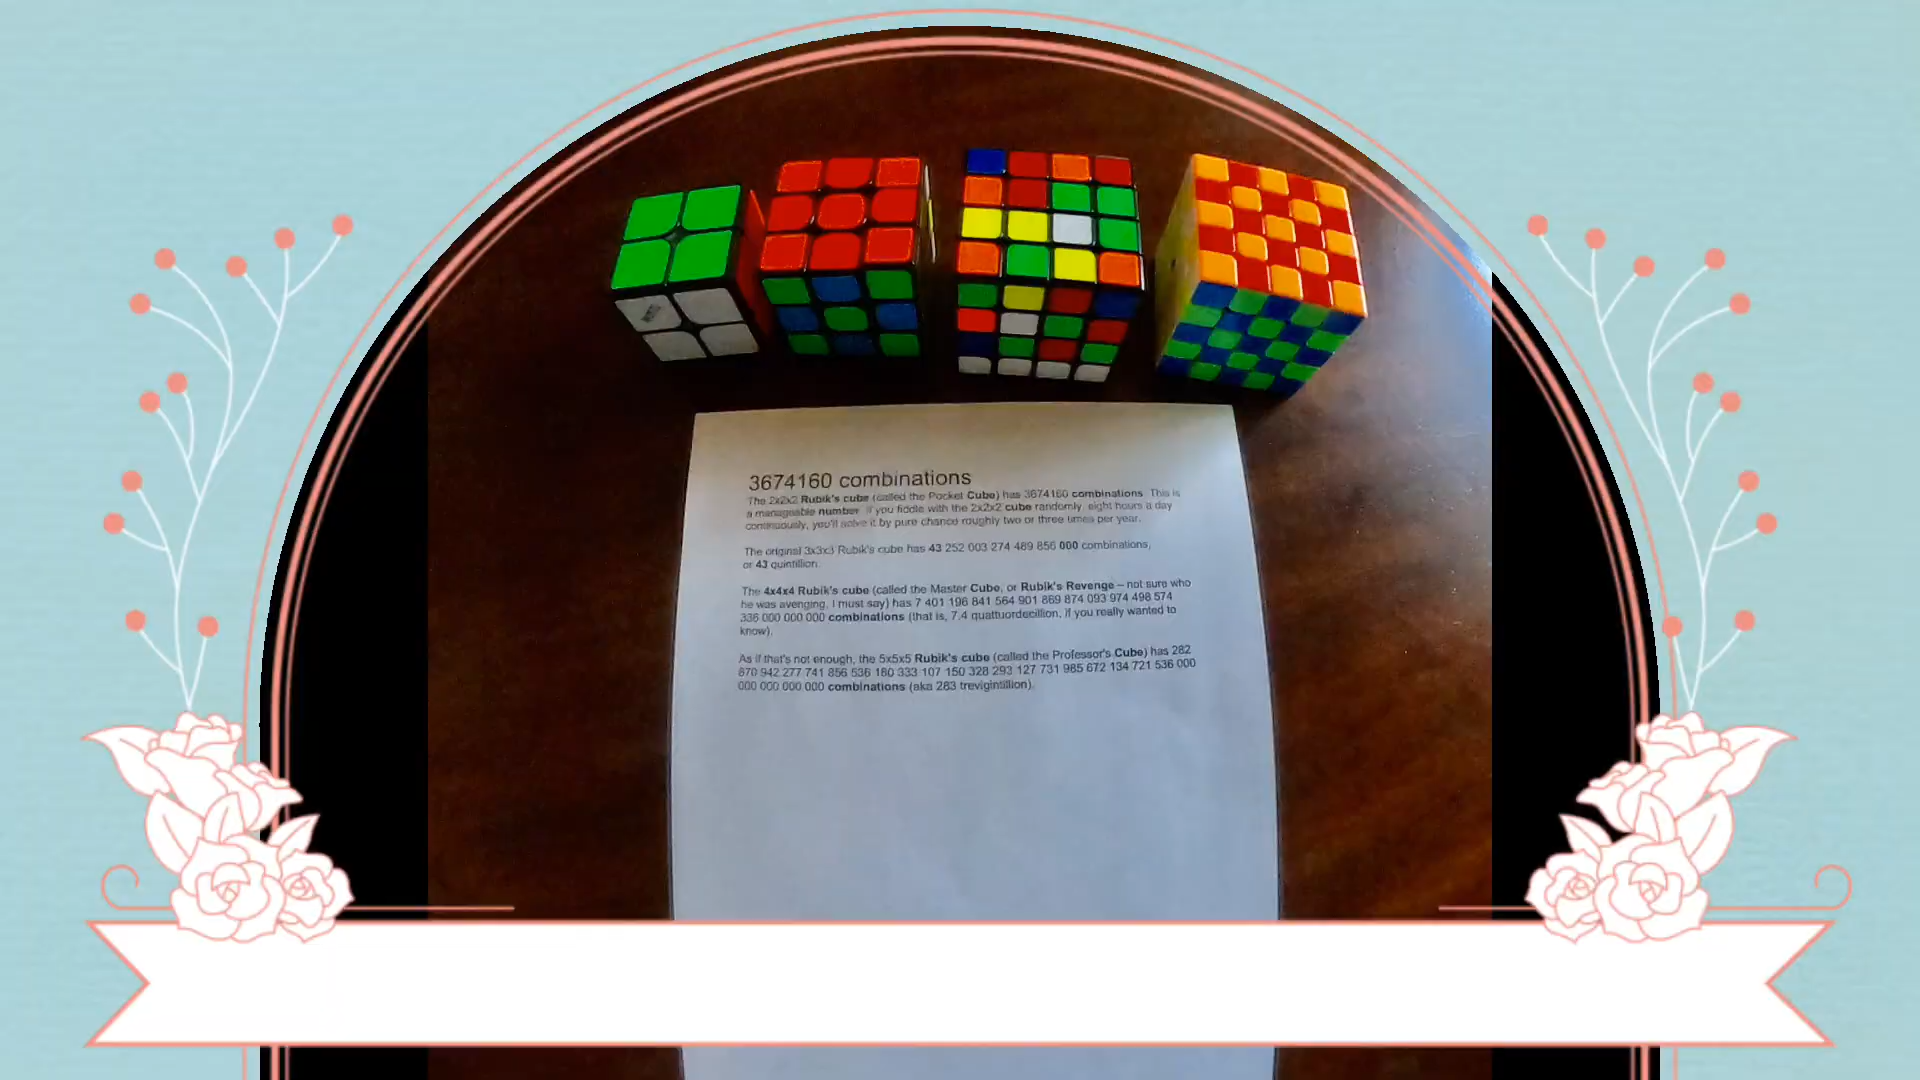 3674160 combinations
The 2x2x2 Rubik's cube (called the Pocket Cube) has 3674160 combinations. This is
a manageable number. If you fiddle with the 2x2x2 cube randomly, eight hours a day
continuously, you'll solve it by pure chance roughly two or three times per year.
The original 3x3x3 Rubik's cube has 43 252 003 274 489 856 000 combinations,
or 43 quintillion.
The 4x4x4 Rubik's cube (called the Master Cube, or Rubik's Revenge – not sure who
he was avenging, I must say) has 7 401 196 841 564 901 869 874 093 974 498 574
336 000 000 000 combinations (that is, 7.4 quattuordecillion, if you really wanted to
know).
As if that's not enough, the 5x5x5 Rubik's cube (called the Professor's Cube) has 282
870 942 277 741 856 536 180 333 107 150 328 293 127 731 985 672 134 721 536 000
000 000 000 000 combinations (aka 283 trevigintillion).